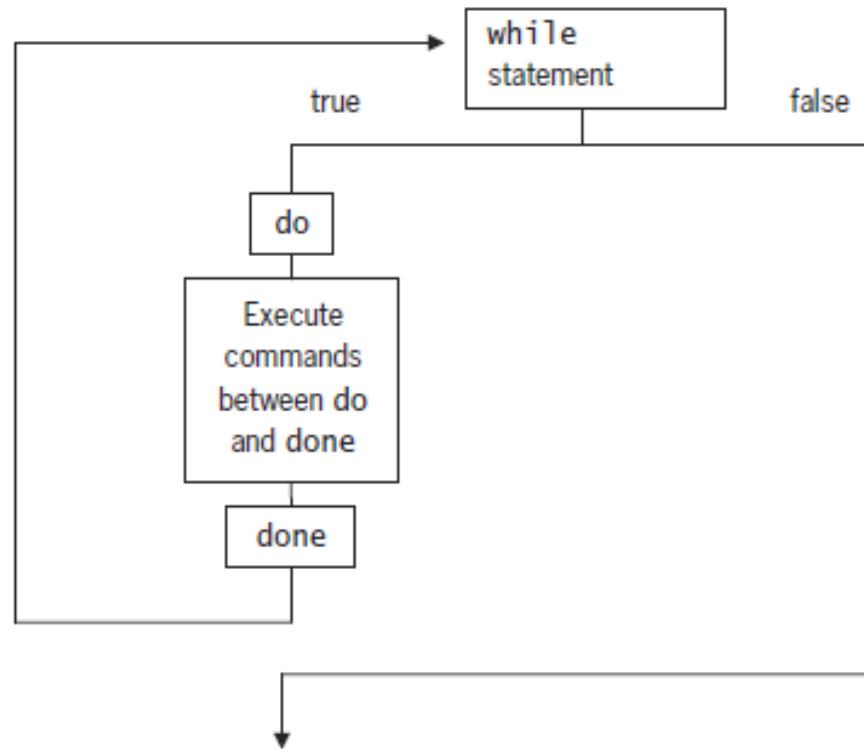 while
statement
true
false
do
Execute
commands
between do
and done
done